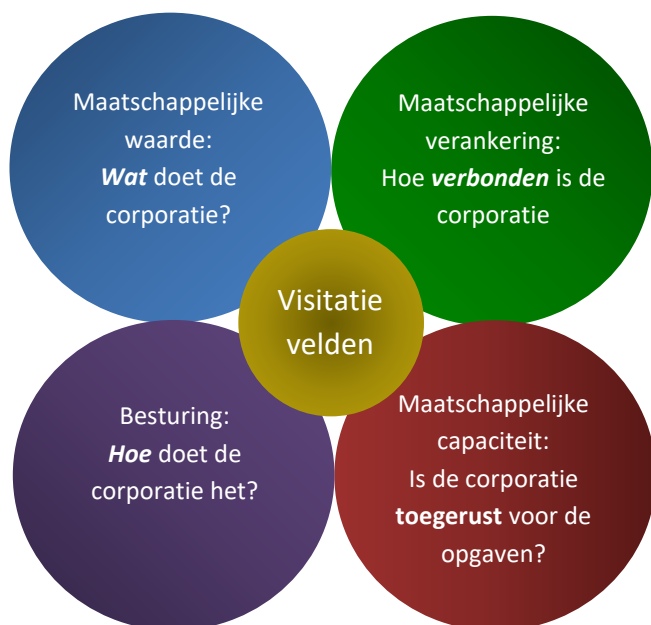 Maatschappelijke
waarde:
Wat doet de
corporatie?
Maatschappelijke
verankering:
Hoe verbonden is de
corporatie
Visitatie
velden
Besturing:
Hoe doet de
corporatie het?
Maatschappelijke
capaciteit:
Is de corporatie
toegerust voor de
opgaven?